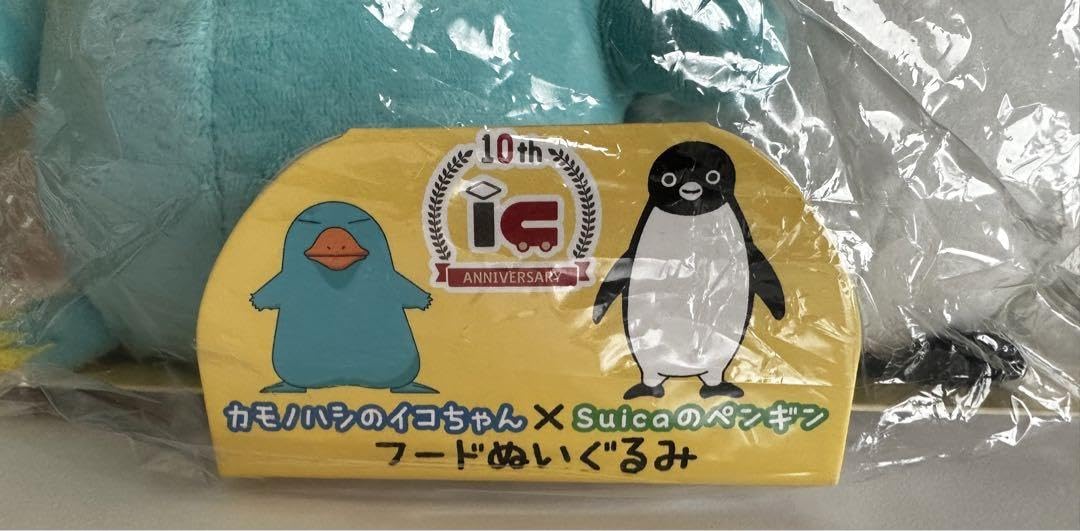 10th
IC
ANNIVERSARY
カモノハシのイコちゃん×Suicaのペンギン
フードぬいぐるみ